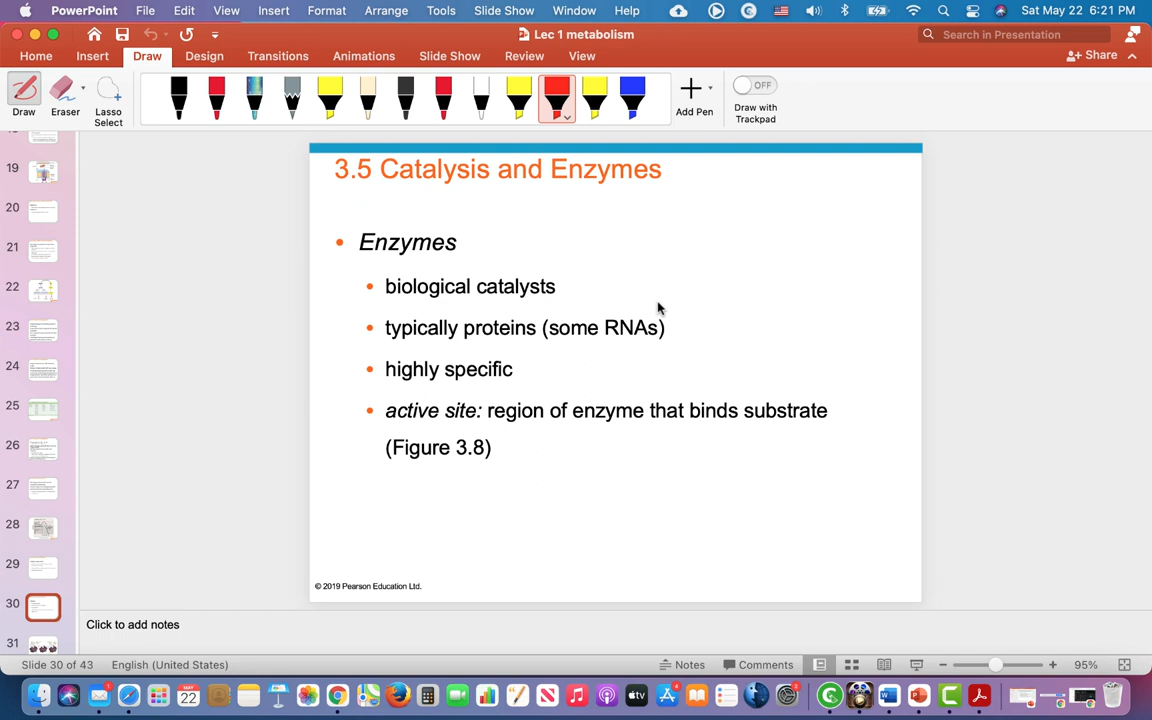 PowerPoint File Edit View Insert Format Arrange Tools Slide Show Window Help Sat May 22 6:21 PM
Lec 1 metabolism
Search in Presentation
Home Insert Draw Design Transitions Animations Slide Show Review View
Share
Draw Eraser Lasso Select Add Pen OFF Draw with Trackpad
19
20
21
22
23
24
25
26
27
28
29
30
31
3.5 Catalysis and Enzymes
• Enzymes
• biological catalysts
• typically proteins (some RNAs)
• highly specific
• active site: region of enzyme that binds substrate
(Figure 3.8)
© 2019 Pearson Education Ltd.
Click to add notes
Slide 30 of 43 English (United States) Notes Comments 95%
MAY
22
tv